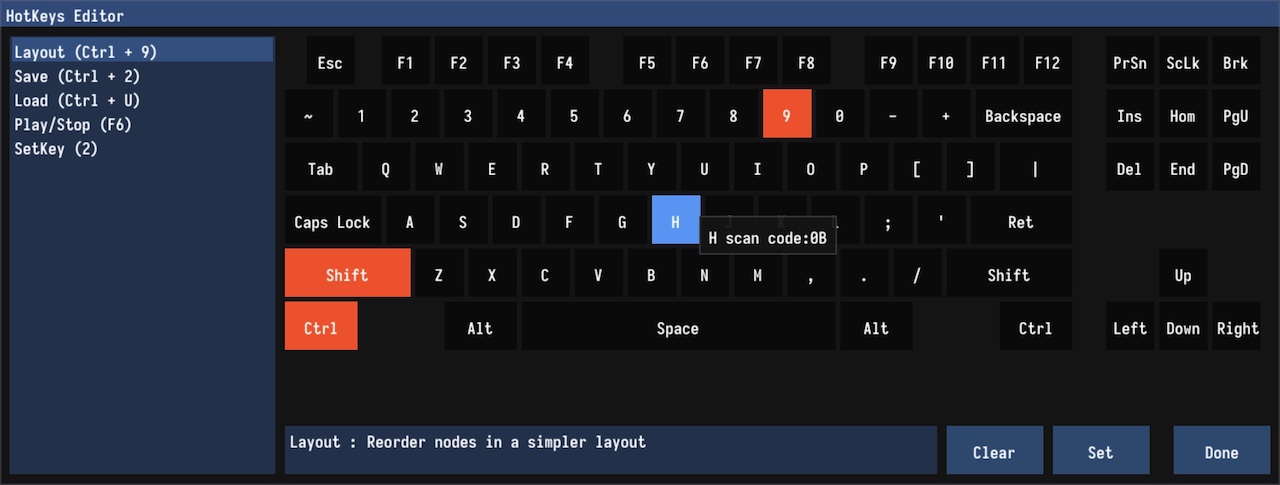 HotKeys Editor
Layout (Ctrl + 9)
Save (Ctrl + 2)
Load (Ctrl + U)
Play/Stop (F6)
SetKey (2)
Esc F1 F2 F3 F4 F5 F6 F7 F8 F9 F10 F11 F12 PrSn ScLk Brk
~ 1 2 3 4 5 6 7 8 9 0 - + Backspace Ins Hom PgU
Tab Q W E R T Y U I O P [ ] | Del End PgD
Caps Lock A S D F G H ; ' Ret
H scan code:0B
Shift Z X C V B N M , . / Shift Up
Ctrl Alt Space Alt Ctrl Left Down Right
Layout : Reorder nodes in a simpler layout
Clear Set Done